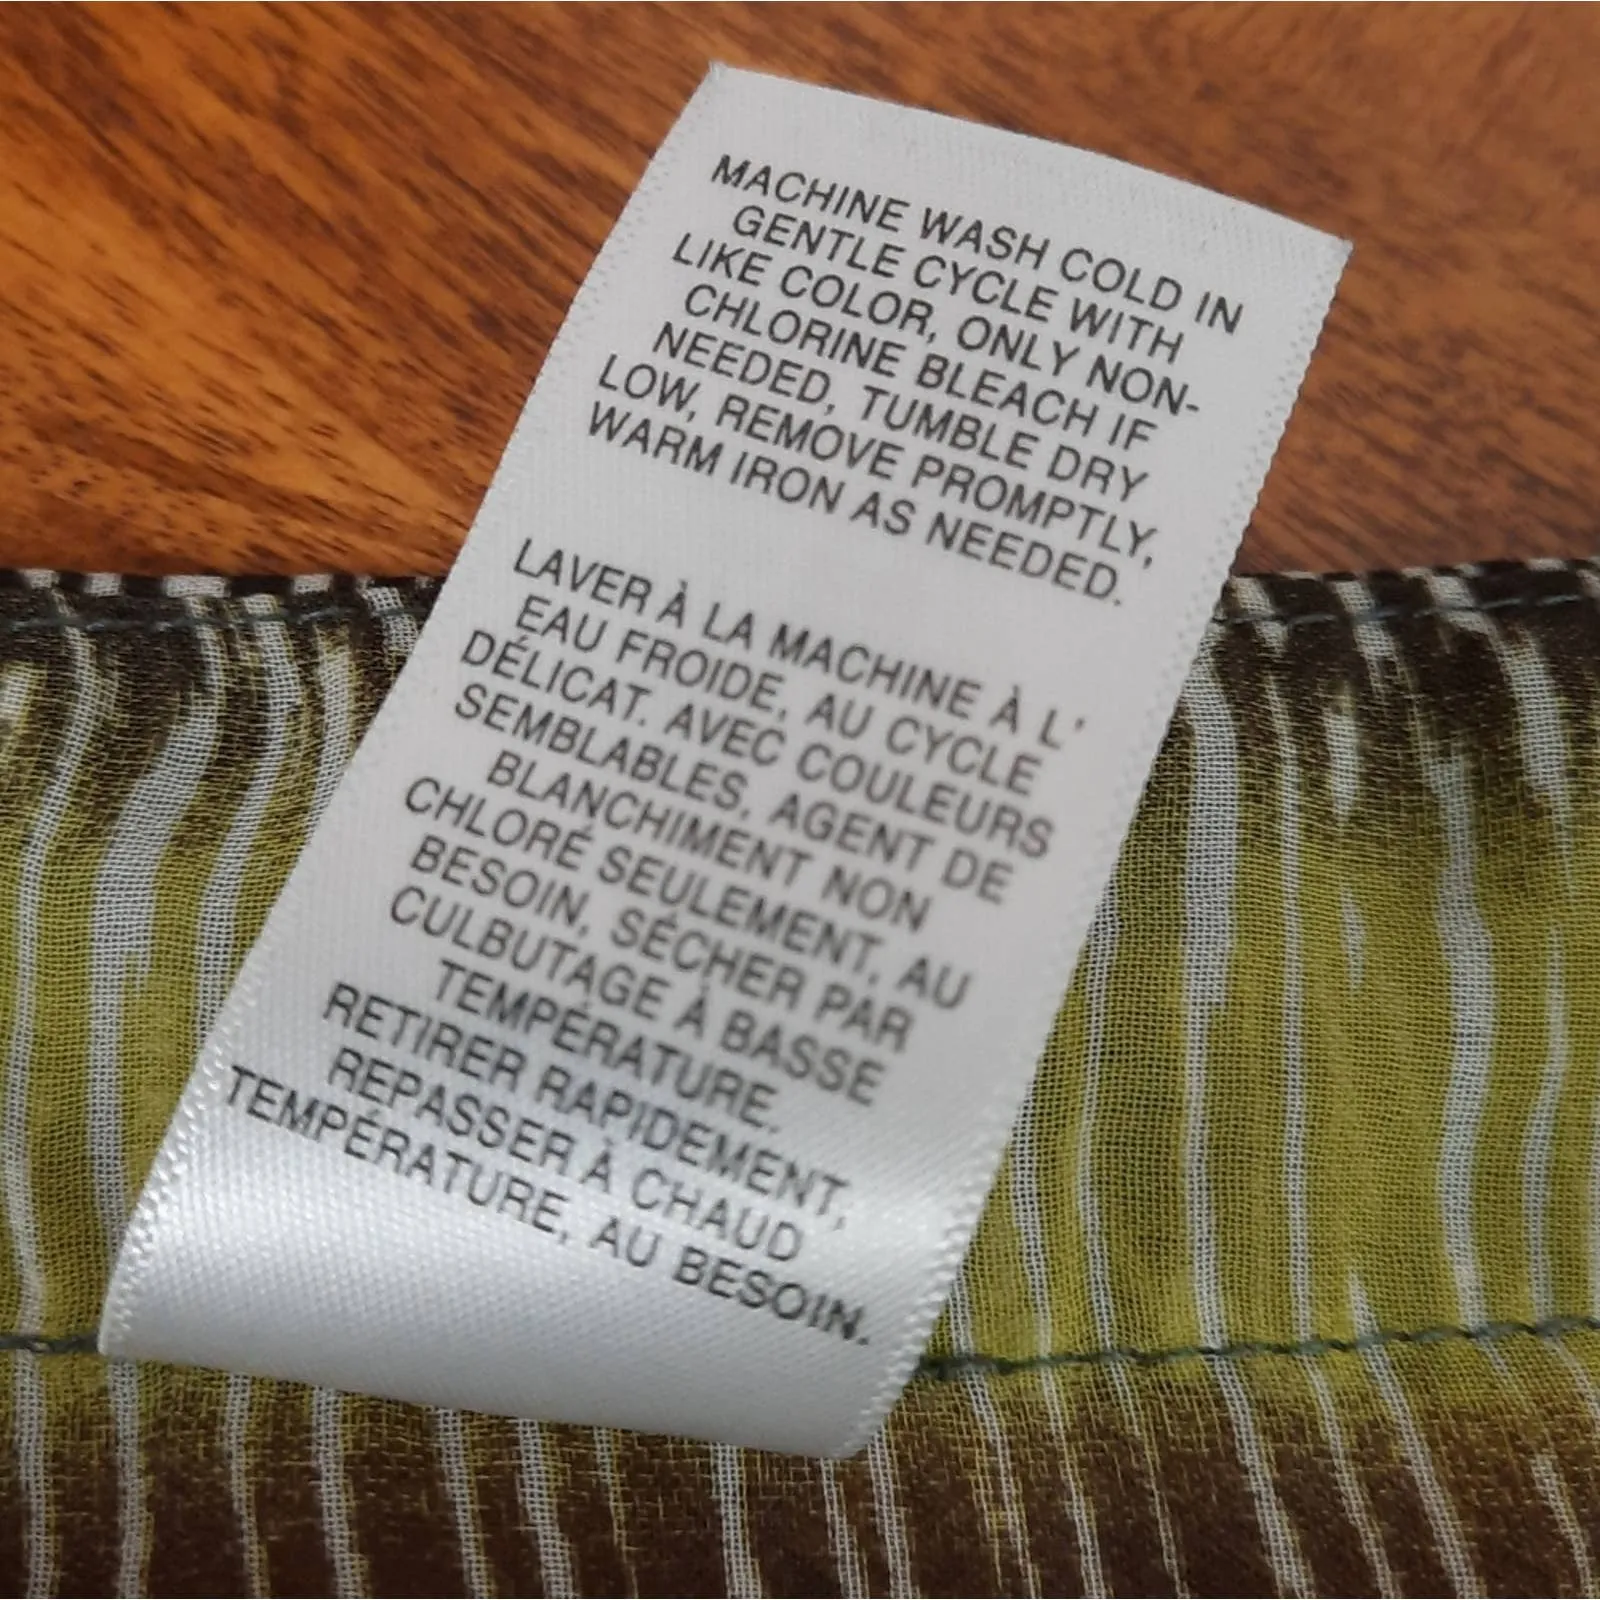 MACHINE WASH COLD IN
GENTLE CYCLE WITH
LIKE COLOR, ONLY NON-
CHLORINE BLEACH IF
NEEDED, TUMBLE DRY
LOW, REMOVE PROMPTLY,
WARM IRON AS NEEDED.
LAVER À LA MACHINE À L'
EAU FROIDE, AU CYCLE
DÉLICAT. AVEC COULEURS
SEMBLABLES, AGENT DE
BLANCHIMENT NON
CHLORÉ SEULEMENT, AU
BESOIN, SÉCHER PAR
CULBUTAGE À BASSE
TEMPÉRATURE.
RETIRER RAPIDEMENT,
REPASSER À CHAUD
TEMPÉRATURE, AU BESOIN.